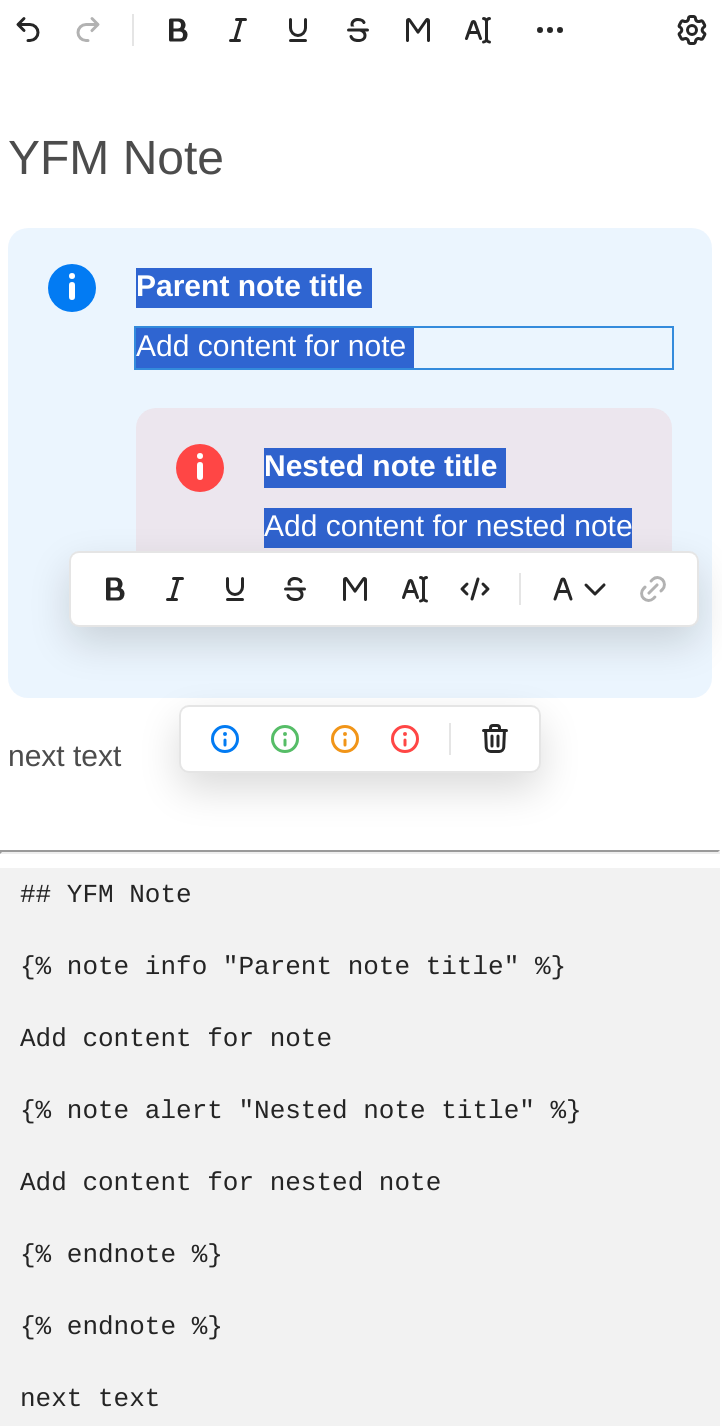 B I U S M AI
YFM Note
Parent note title
Add content for note
Nested note title
Add content for nested note
B I U S M AI </> A
next text
## YFM Note
{% note info "Parent note title" %}
Add content for note
{% note alert "Nested note title" %}
Add content for nested note
{% endnote %}
{% endnote %}
next text